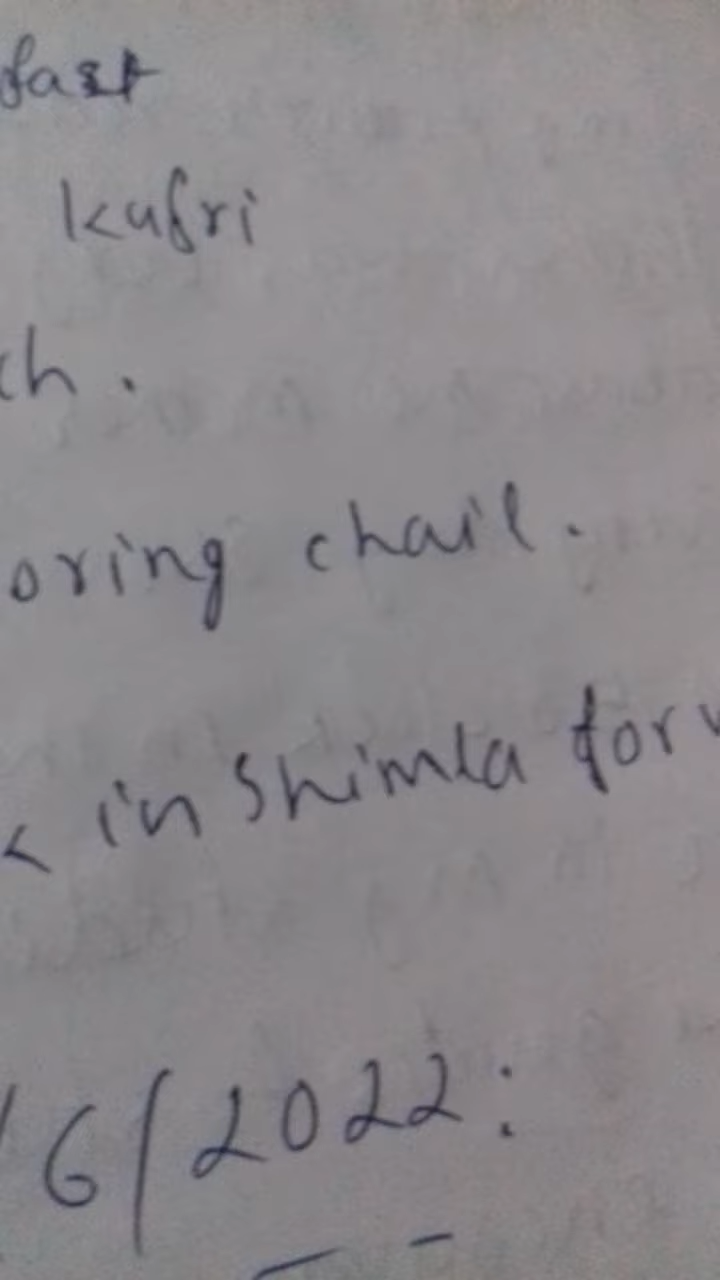 fast
Kufri
ch.
oring chail.
< in Shimla for
/6/2022: